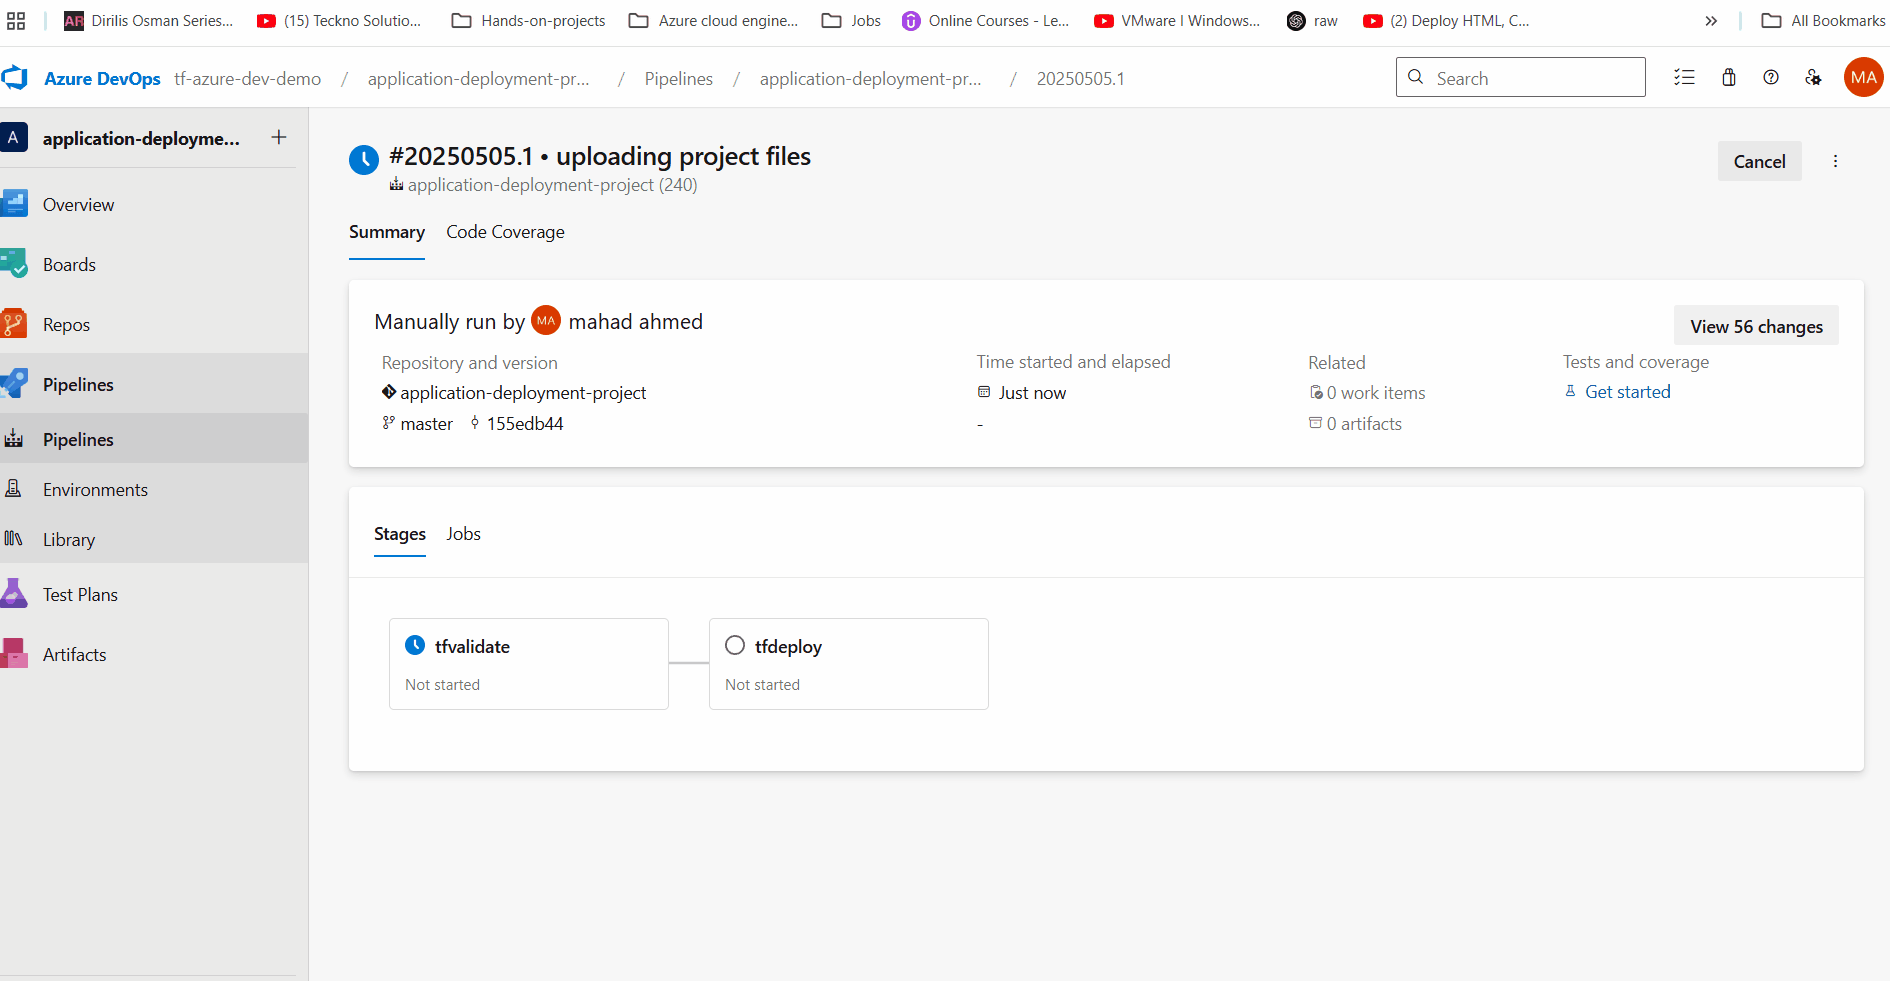 AR Dirilis Osman Series... (15) Teckno Solutio... Hands-on-projects Azure cloud engine... Jobs Online Courses - Le... VMware I Windows... raw (2) Deploy HTML, C... » All Bookmarks
Azure DevOps tf-azure-dev-demo / application-deployment-pr... / Pipelines / application-deployment-pr... / 20250505.1 Search MA
A application-deployme... +
Overview
Boards
Repos
Pipelines
Pipelines
Environments
Library
Test Plans
Artifacts
#20250505.1 • uploading project files
application-deployment-project (240)
Cancel
Summary Code Coverage
Manually run by MA mahad ahmed
View 56 changes
Repository and version Time started and elapsed Related Tests and coverage
application-deployment-project Just now 0 work items Get started
master 155edb44 - 0 artifacts
Stages Jobs
tfvalidate tfdeploy
Not started Not started